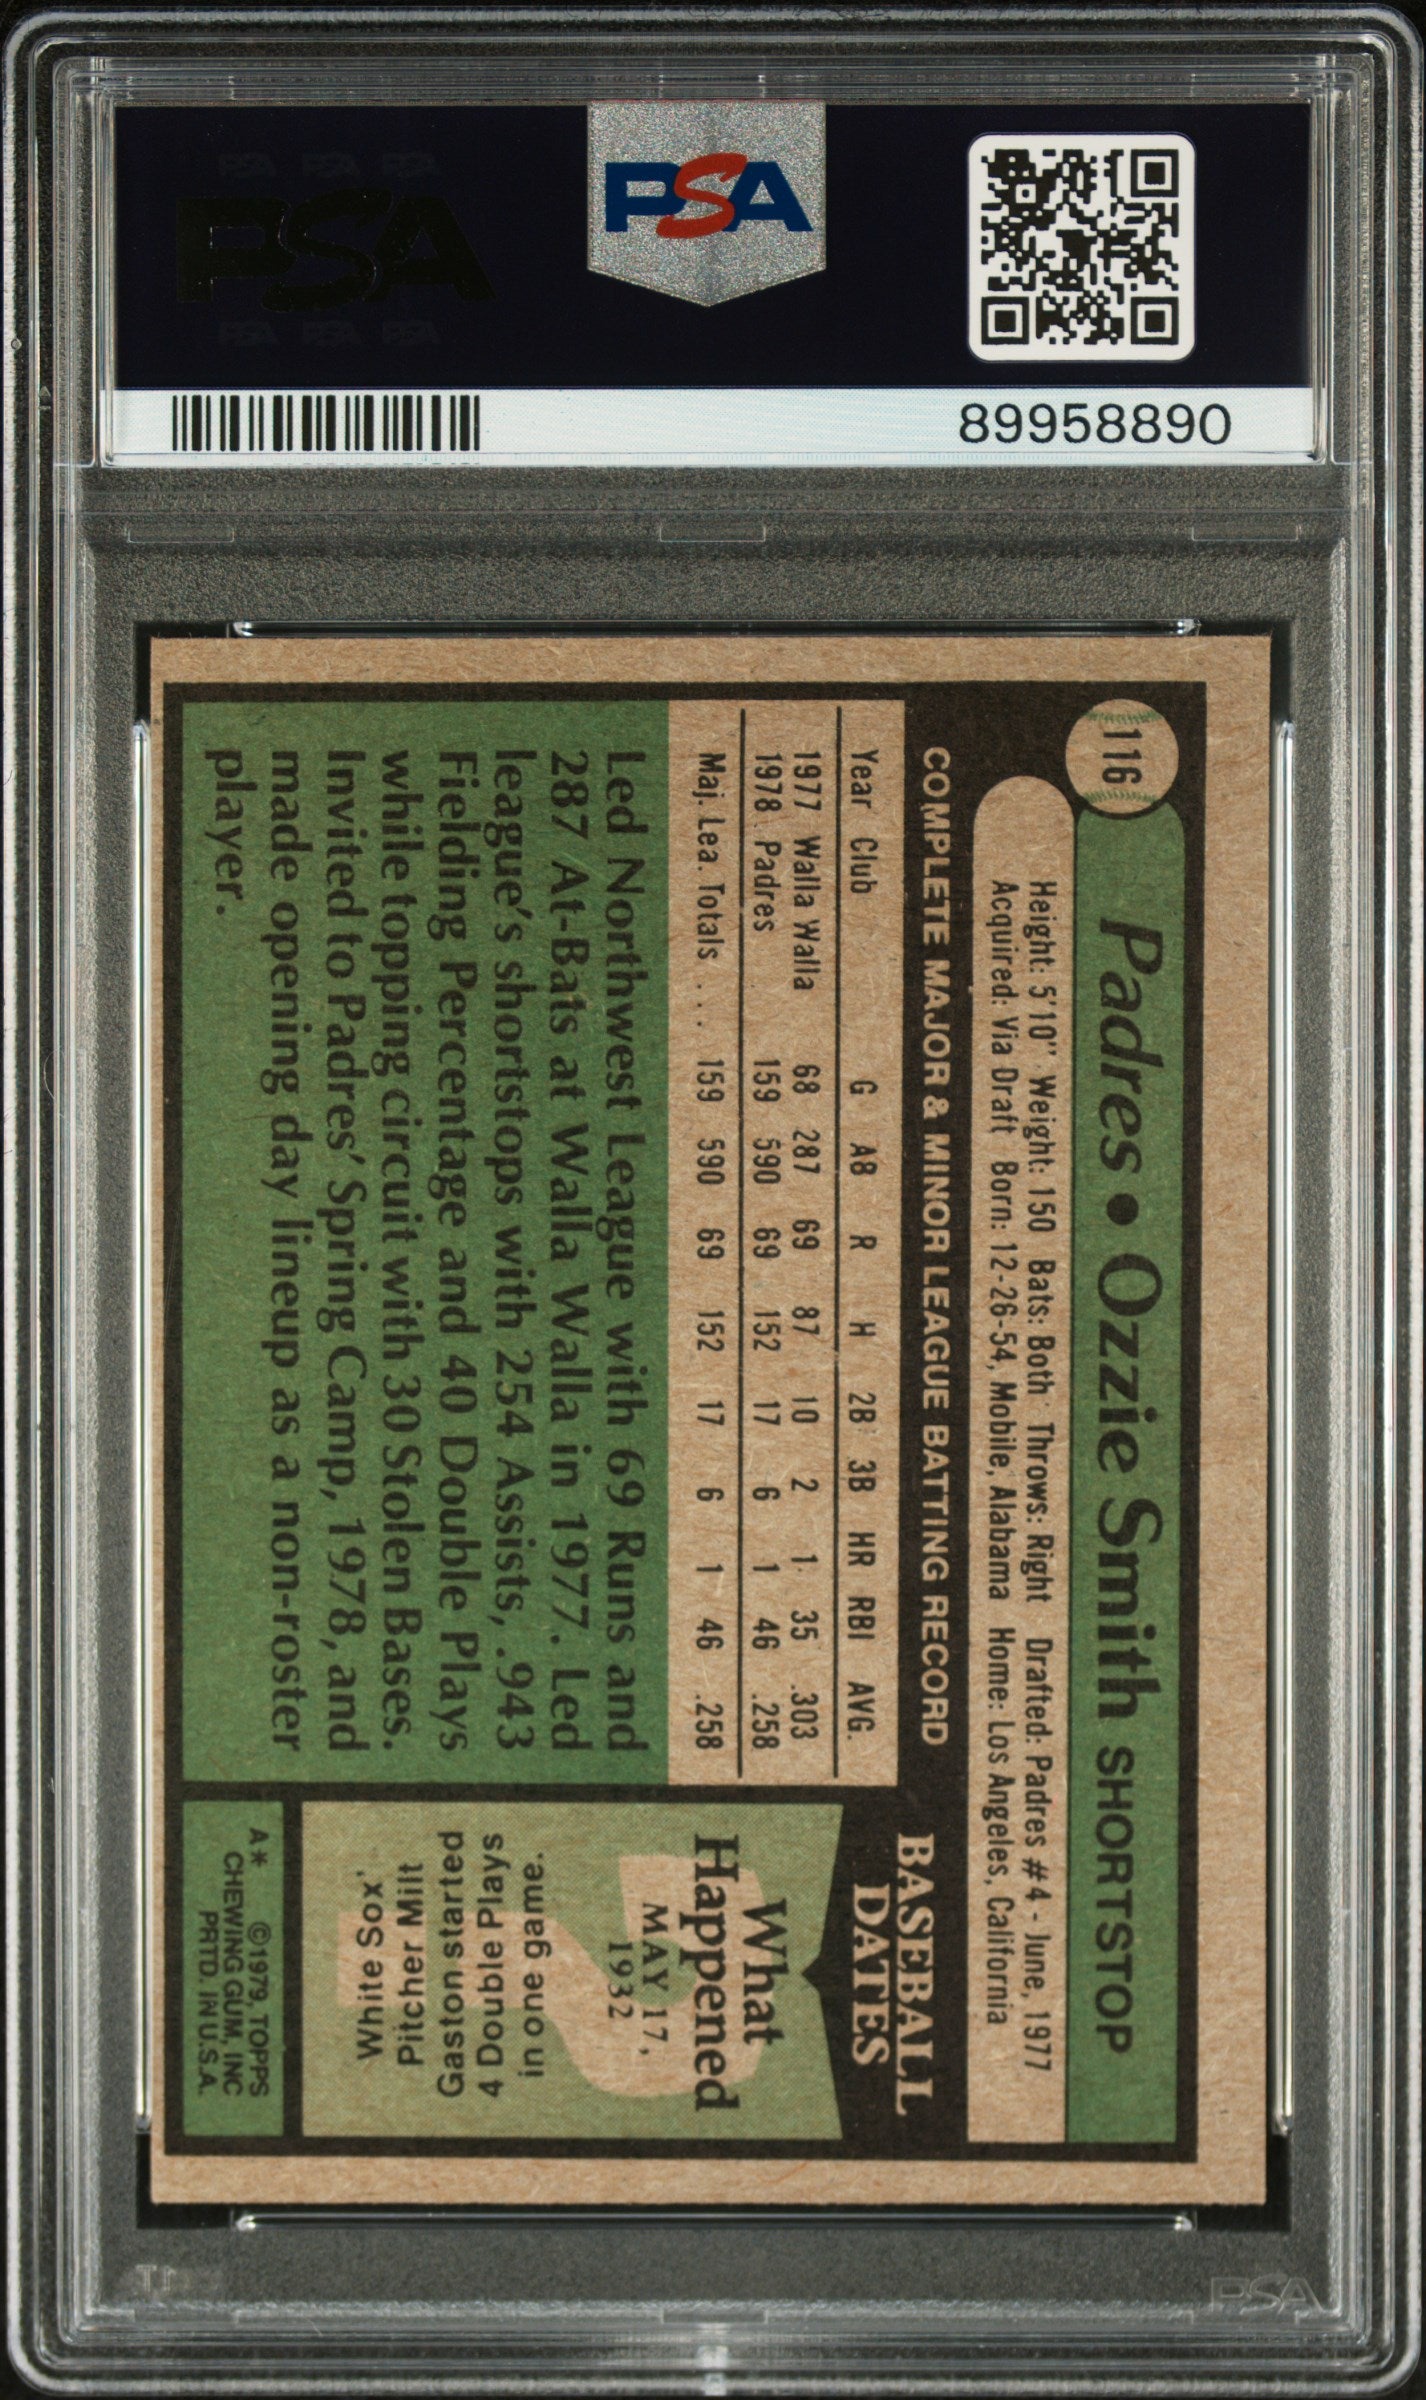 PSA PSA PSA
PSA
PSA PSA PSA
PSA
89958890
116
Padres • Ozzie Smith SHORTSTOP
Height: 5'10" Weight: 150 Bats: Both Throws: Right Drafted: Padres #4 - June, 1977
Acquired: Via Draft Born: 12-26-54, Mobile, Alabama Home: Los Angeles, California
COMPLETE MAJOR & MINOR LEAGUE BATTING RECORD
Year Club G AB R H 2B 3B HR RBI AVG.
1977 Walla Walla 68 287 69 87 10 2 1 35 .303
1978 Padres 159 590 69 152 17 6 1 46 .258
Maj. Lea. Totals . . . 159 590 69 152 17 6 1 46 .258
Led Northwest League with 69 Runs and
287 At-Bats at Walla Walla in 1977. Led
league's shortstops with 254 Assists, .943
Fielding Percentage and 40 Double Plays
while topping circuit with 30 Stolen Bases.
Invited to Padres' Spring Camp, 1978, and
made opening day lineup as a non-roster
player.
BASEBALL
DATES
What
Happened
MAY 17,
1932
White Sox'
Pitcher Milt
Gaston started
4 Double Plays
in one game.
A* ©1979, TOPPS
CHEWING GUM, INC
PRTD. IN U.S.A.
PSA